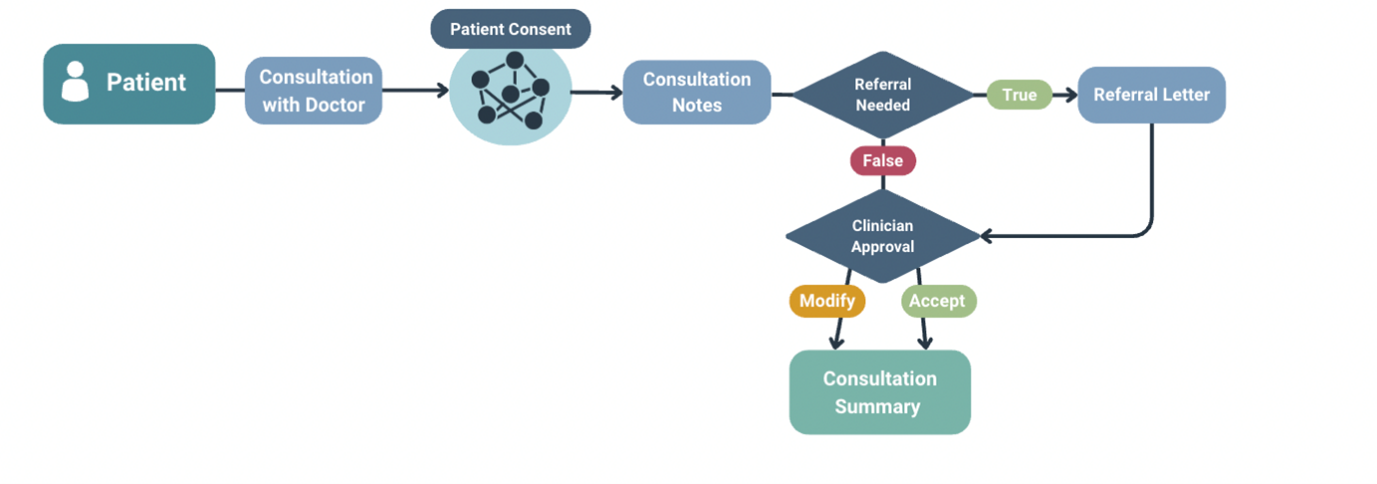 Patient Consent
Patient
Consultation
with Doctor
Consultation
Notes
Referral
Needed
True
Referral Letter
False
Clinician
Approval
Modify
Accept
Consultation
Summary